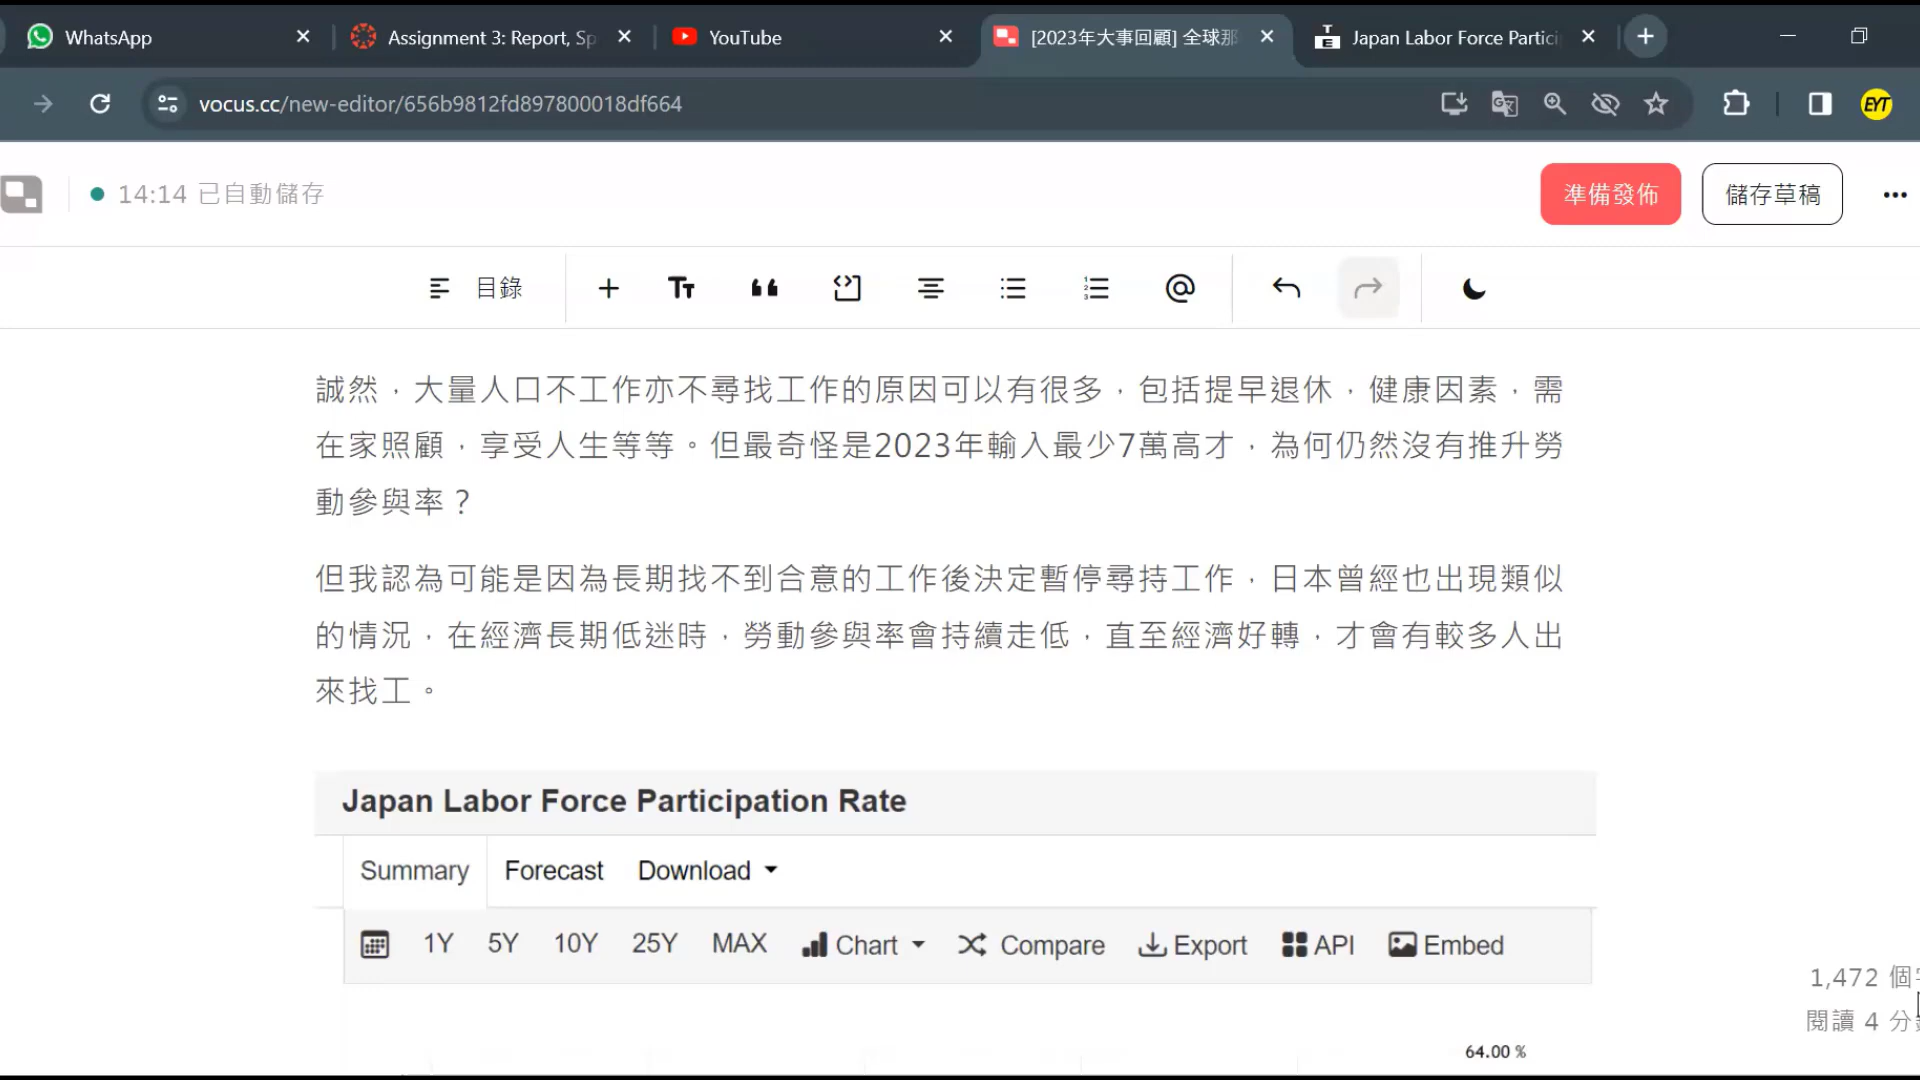 WhatsApp
Assignment 3: Report, Sp
YouTube
[2023年大事回顧] 全球那
Japan Labor Force Partici
vocus.cc/new-editor/656b9812fd897800018df664
EYT
14:14 已自動儲存
準備發佈
儲存草稿
目錄
誠然，大量人口不工作亦不尋找工作的原因可以有很多，包括提早退休，健康因素，需
在家照顧，享受人生等等。但最奇怪是2023年輸入最少7萬高才，為何仍然沒有推升勞
動參與率？
但我認為可能是因為長期找不到合意的工作後決定暫停尋持工作，日本曾經也出現類似
的情況，在經濟長期低迷時，勞動參與率會持續走低，直至經濟好轉，才會有較多人出
來找工。
Japan Labor Force Participation Rate
Summary Forecast Download
1Y 5Y 10Y 25Y MAX Chart Compare Export API Embed
1,472 個
閱讀 4 分
64.00 %